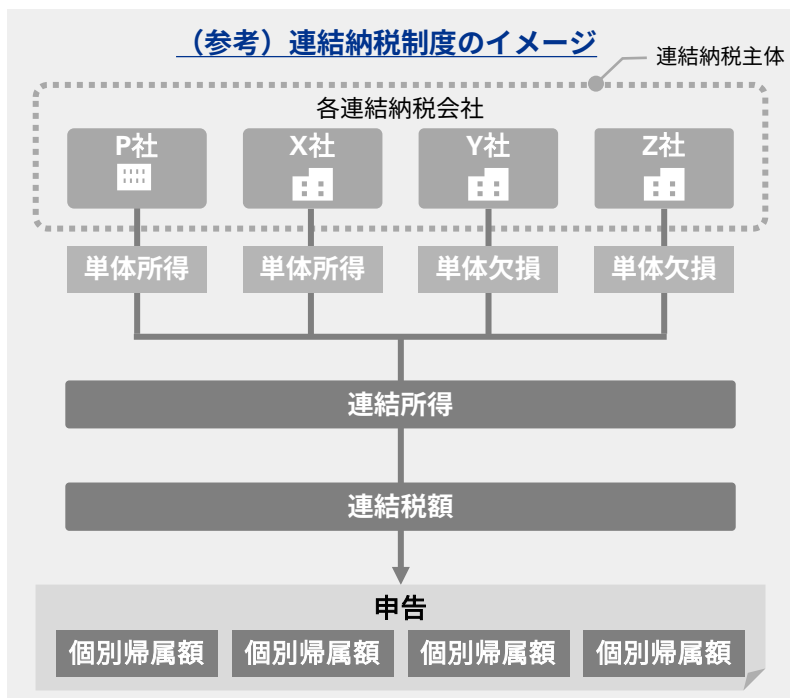 （参考）連結納税制度のイメージ
連結納税主体
各連結納税会社
P社 X社 Y社 Z社
単体所得 単体所得 単体欠損 単体欠損
連結所得
連結税額
申告
個別帰属額 個別帰属額 個別帰属額 個別帰属額